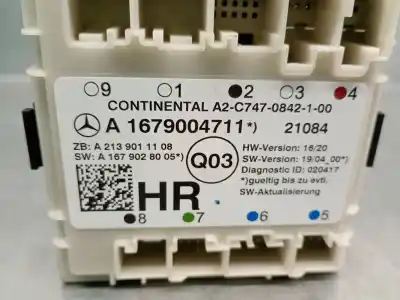 9 1 2 3 4
CONTINENTAL A2-C747-0842-1-00
A 1679004711*) 21084
ZB: A 213 901 11 08 HW-Version: 16/20
SW: A 167 902 80 05*) SW-Version: 19/04_00*)
Q03 Diagnostic ID: 020417
*)gueltig bis zu evtl.
HR SW-Aktualisierung
8 7 6 5